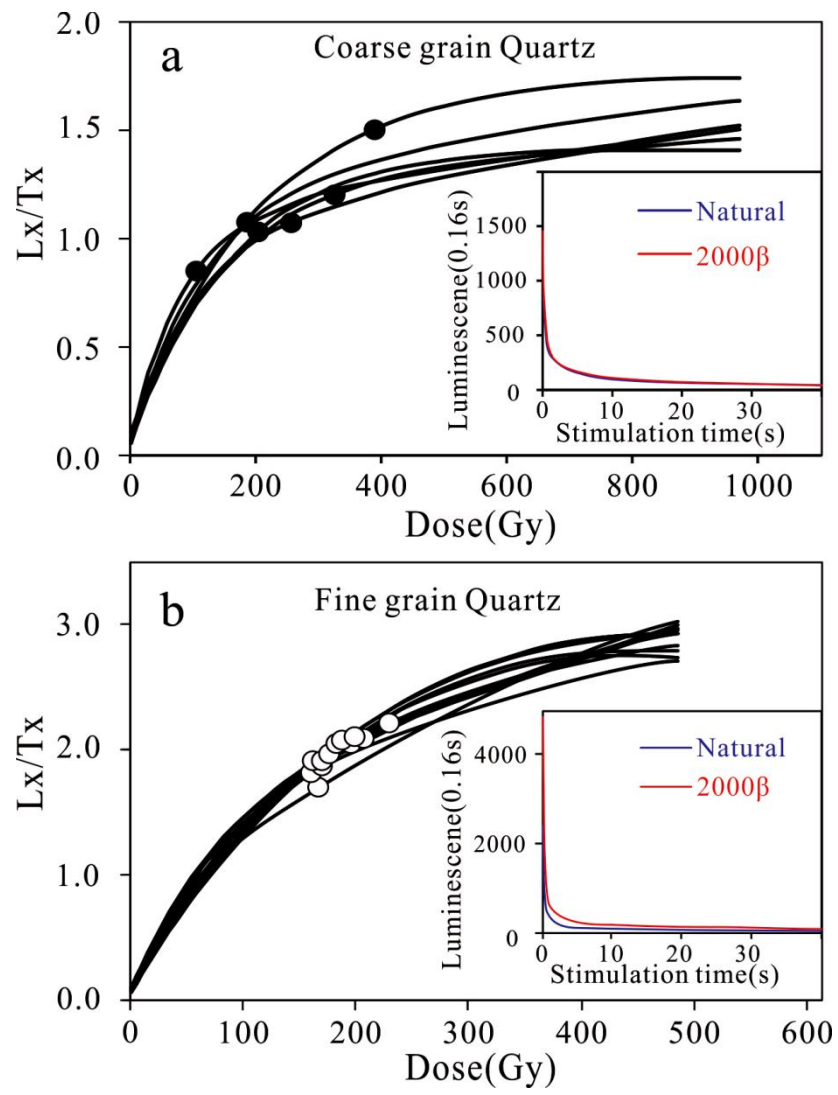 a
Coarse grain Quartz
Lx/Tx
2.0
1.5
1.0
0.5
0.0
0
200
400
600
800
1000
Dose(Gy)
Luminescene(0.16s)
1500
1000
500
0
0
10
20
30
Stimulation time(s)
Natural
2000β
b
Fine grain Quartz
Lx/Tx
3.0
2.0
1.0
0.0
0
100
200
300
400
500
600
Dose(Gy)
Luminescene(0.16s)
4000
2000
0
0
10
20
30
Stimulation time(s)
Natural
2000β